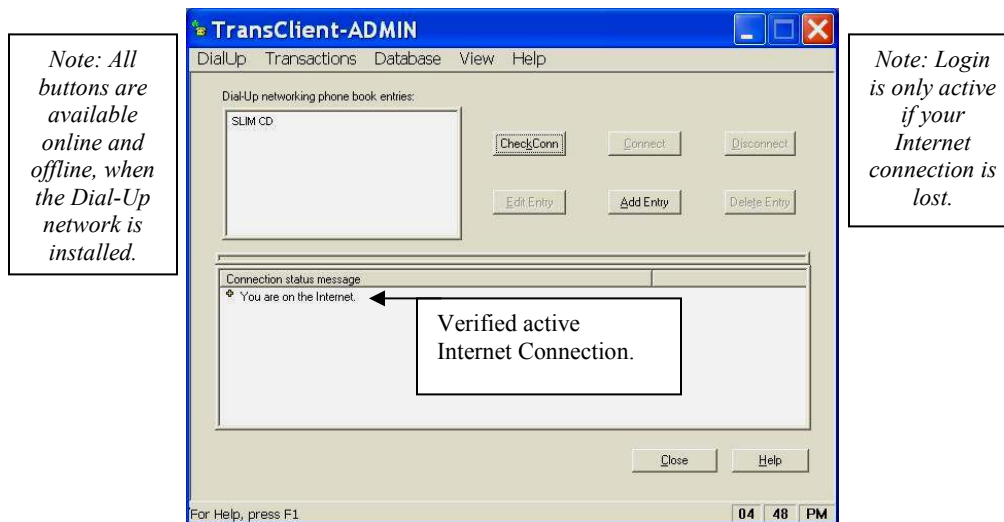 Note: All
buttons are
available
online and
offline, when
the Dial-Up
network is
installed.
TransClient-ADMIN
DialUp Transactions Database View Help
Dial-Up networking phone book entries:
SLIM CD
CheckConn Connect Disconnect
Edit Entry Add Entry Delete Entry
Connection status message
You are on the Internet.
Verified active
Internet Connection.
Close Help
For Help, press F1 04 48 PM
Note: Login
is only active
if your
Internet
connection is
lost.